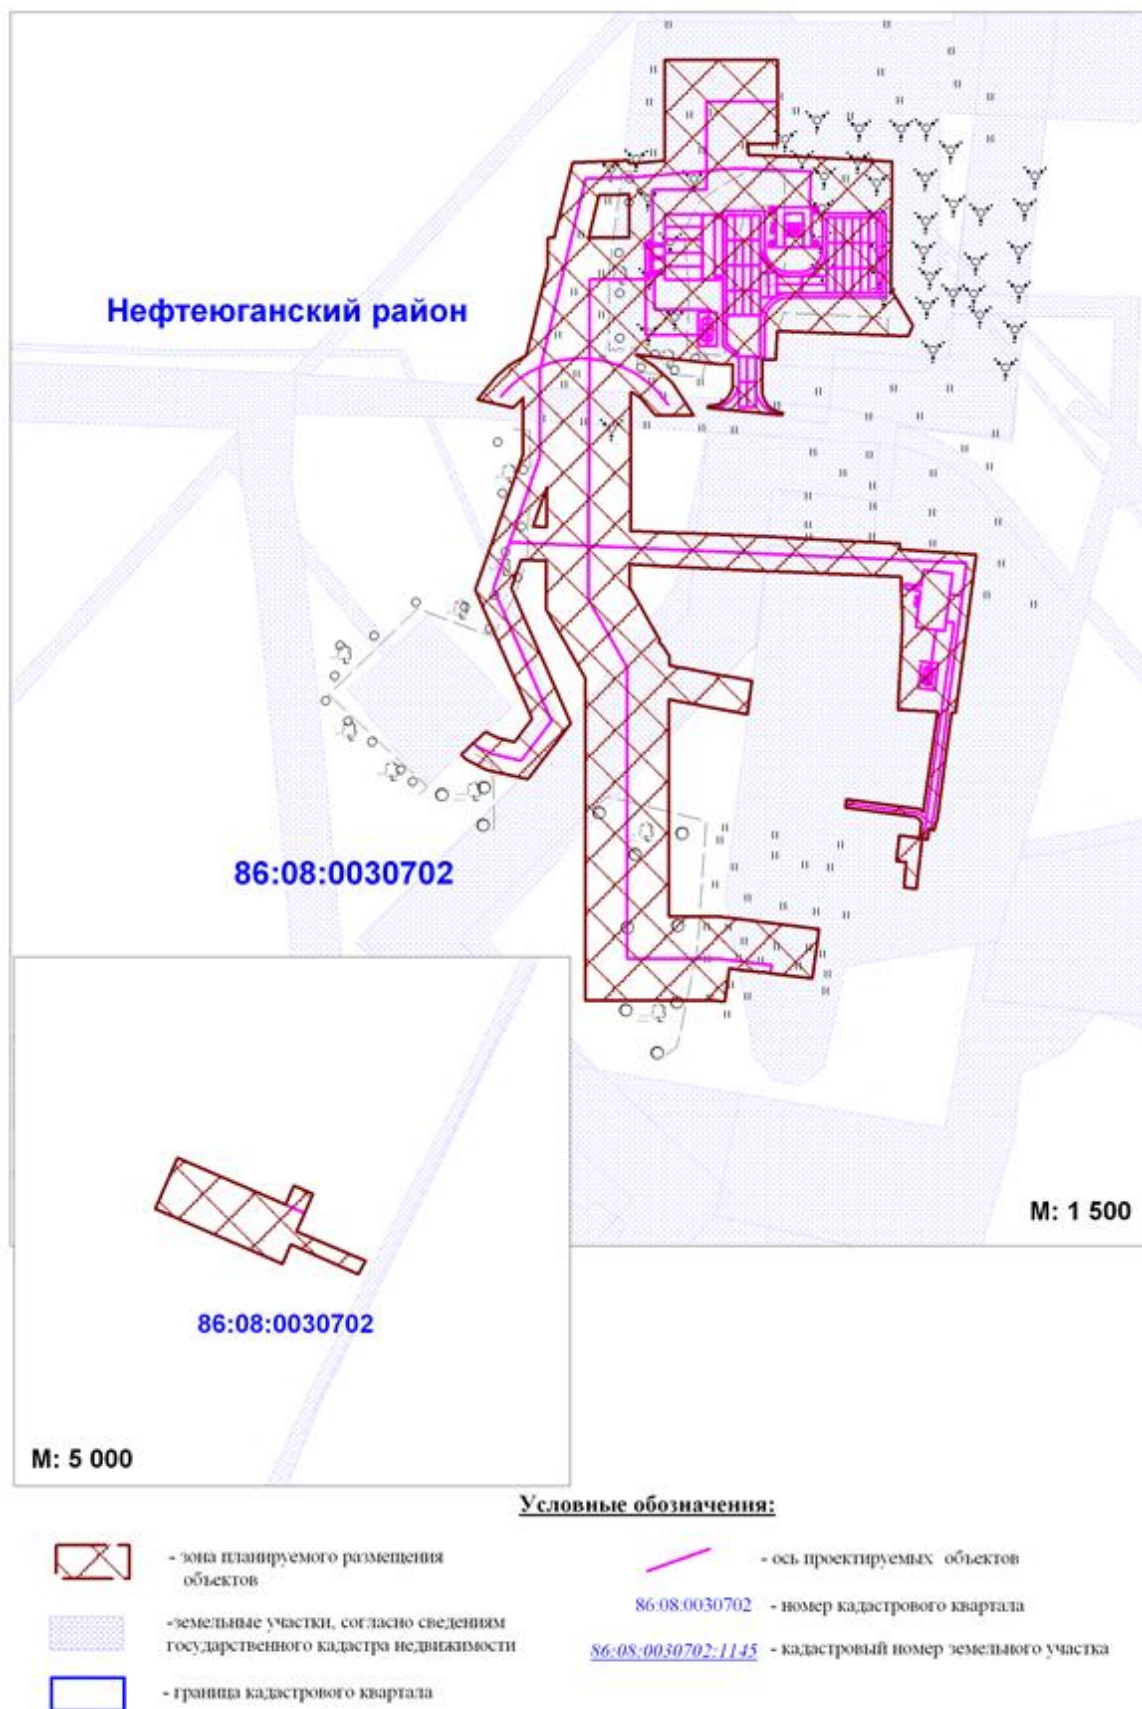 Нефтеюганский район
86:08:0030702
М: 1 500
86:08:0030702
М: 5 000
Условные обозначения:
- зона планируемого размещения
объектов
-земельные участки, согласно сведениям
государственного кадастра недвижимости
- граница кадастрового квартала
- ось проектируемых объектов
86:08:0030702 - номер кадастрового квартала
86:08:0030702:1145 - кадастровый номер земельного участка